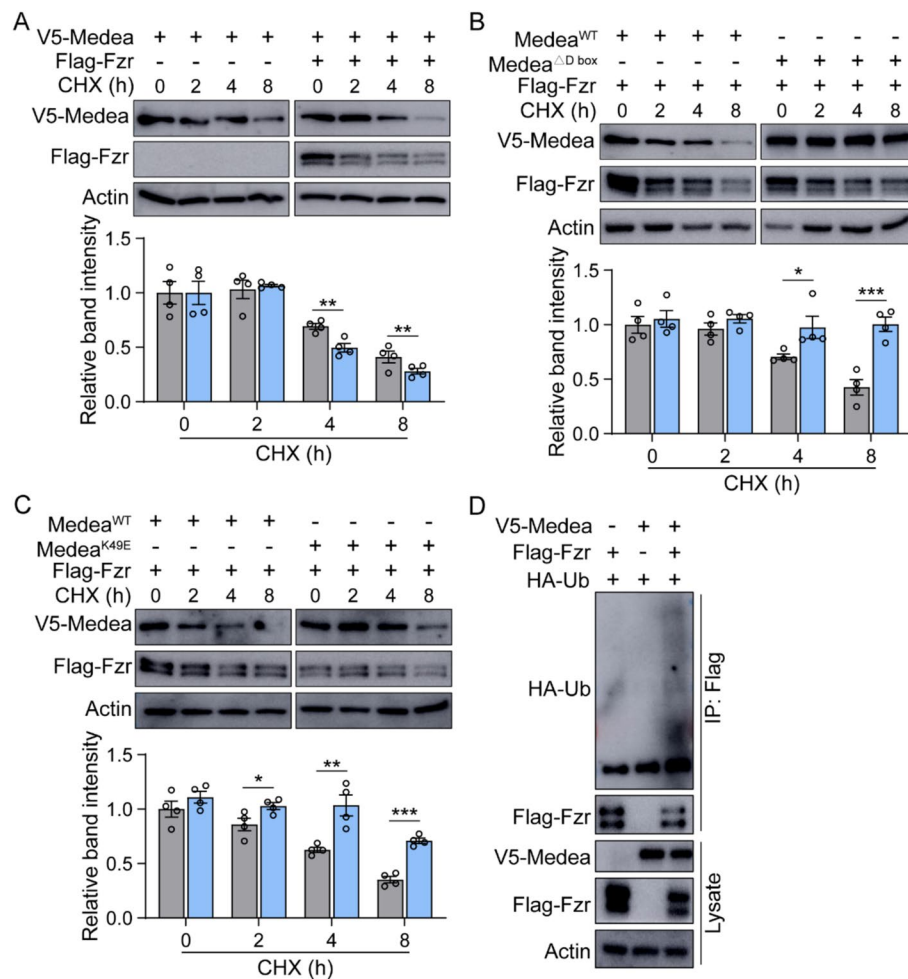 A
V5-Medea + + + + + + + +
Flag-Fzr - - - - + + + +
CHX (h) 0 2 4 8 0 2 4 8
V5-Medea
Flag-Fzr
Actin
Relative band intensity
1.5
1.0
0.5
0.0
** **
0 2 4 8
CHX (h)
B
Medea^WT + + + + - - - -
Medea^△D box - - - - + + + +
Flag-Fzr + + + + + + + +
CHX (h) 0 2 4 8 0 2 4 8
V5-Medea
Flag-Fzr
Actin
Relative band intensity
1.5
1.0
0.5
0.0
* ***
0 2 4 8
CHX (h)
C
Medea^WT + + + + - - - -
Medea^K49E - - - - + + + +
Flag-Fzr + + + + + + + +
CHX (h) 0 2 4 8 0 2 4 8
V5-Medea
Flag-Fzr
Actin
Relative band intensity
1.5
1.0
0.5
0.0
* ** ***
0 2 4 8
CHX (h)
D
V5-Medea - + +
Flag-Fzr + - +
HA-Ub + + +
HA-Ub
Flag-Fzr
IP: Flag
V5-Medea
Flag-Fzr
Actin
Lysate